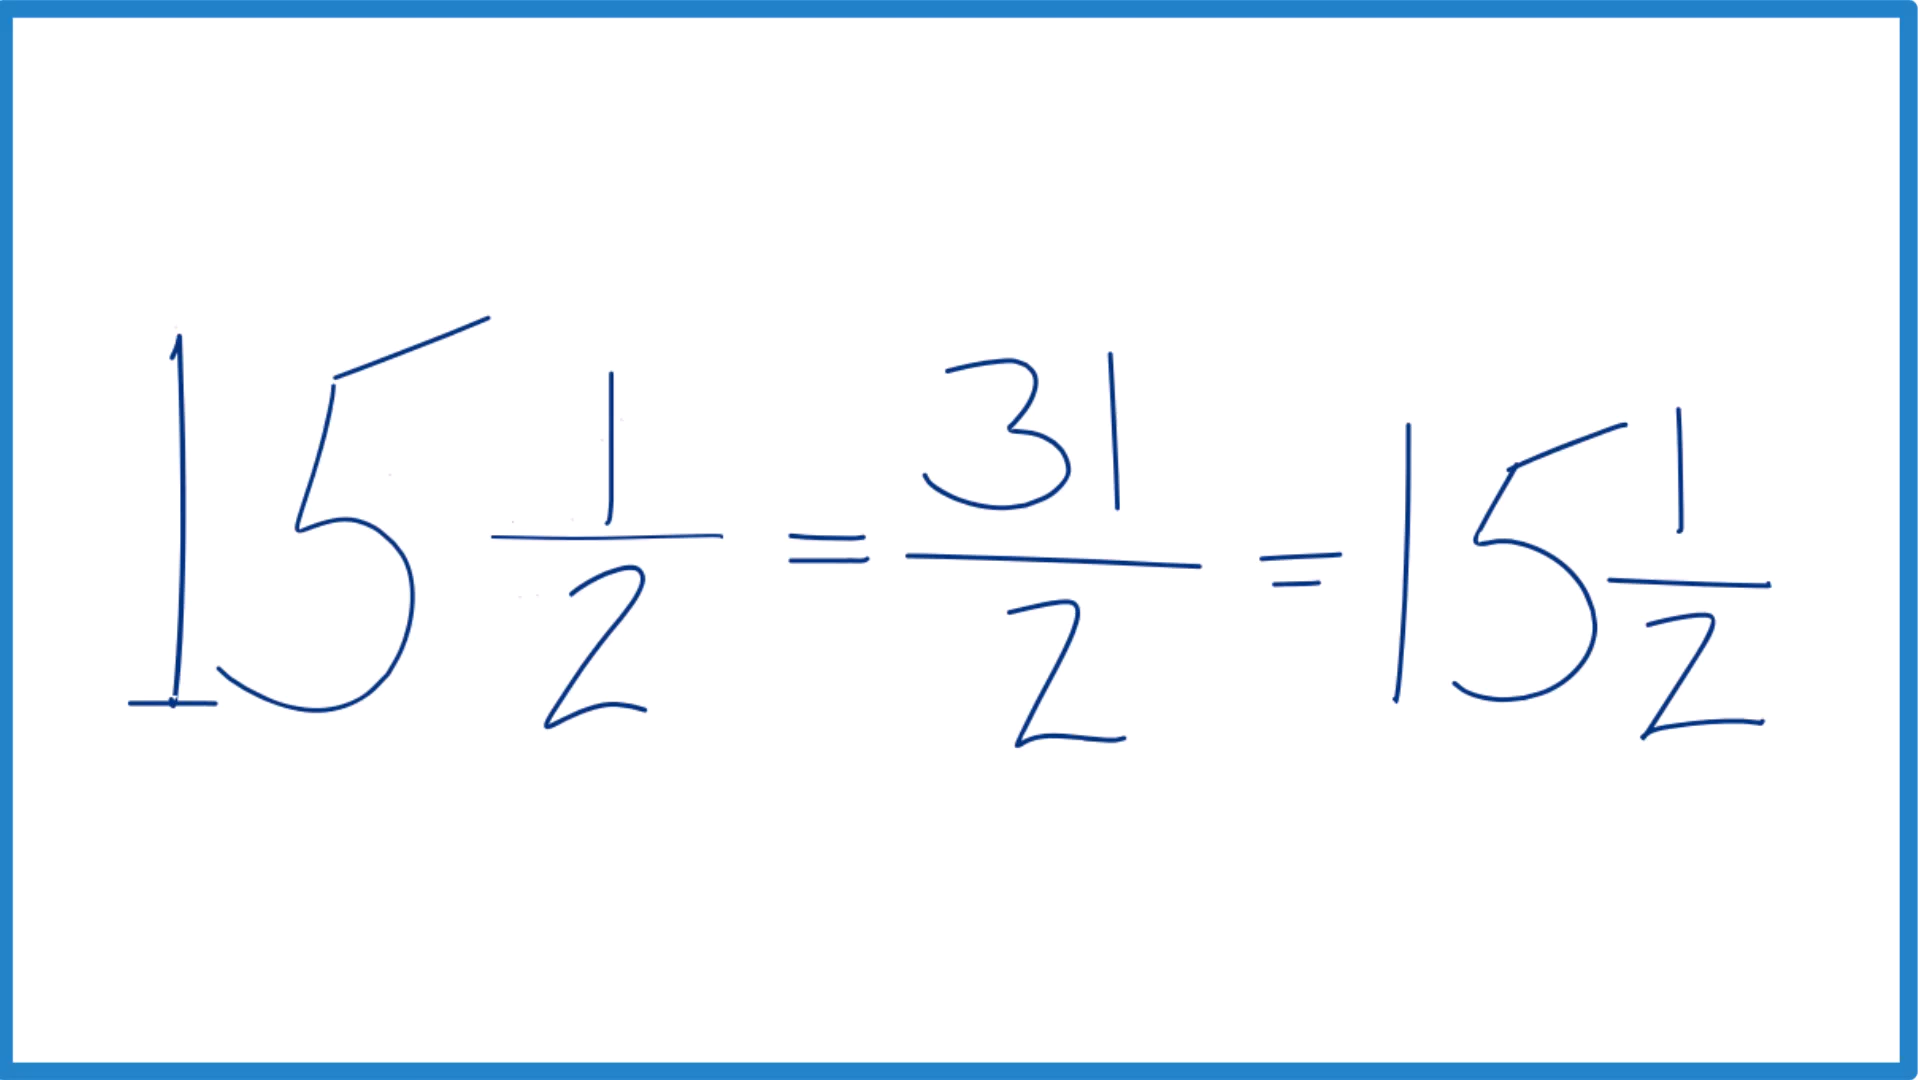 15 1/2 = 31/2 = 15 1/2